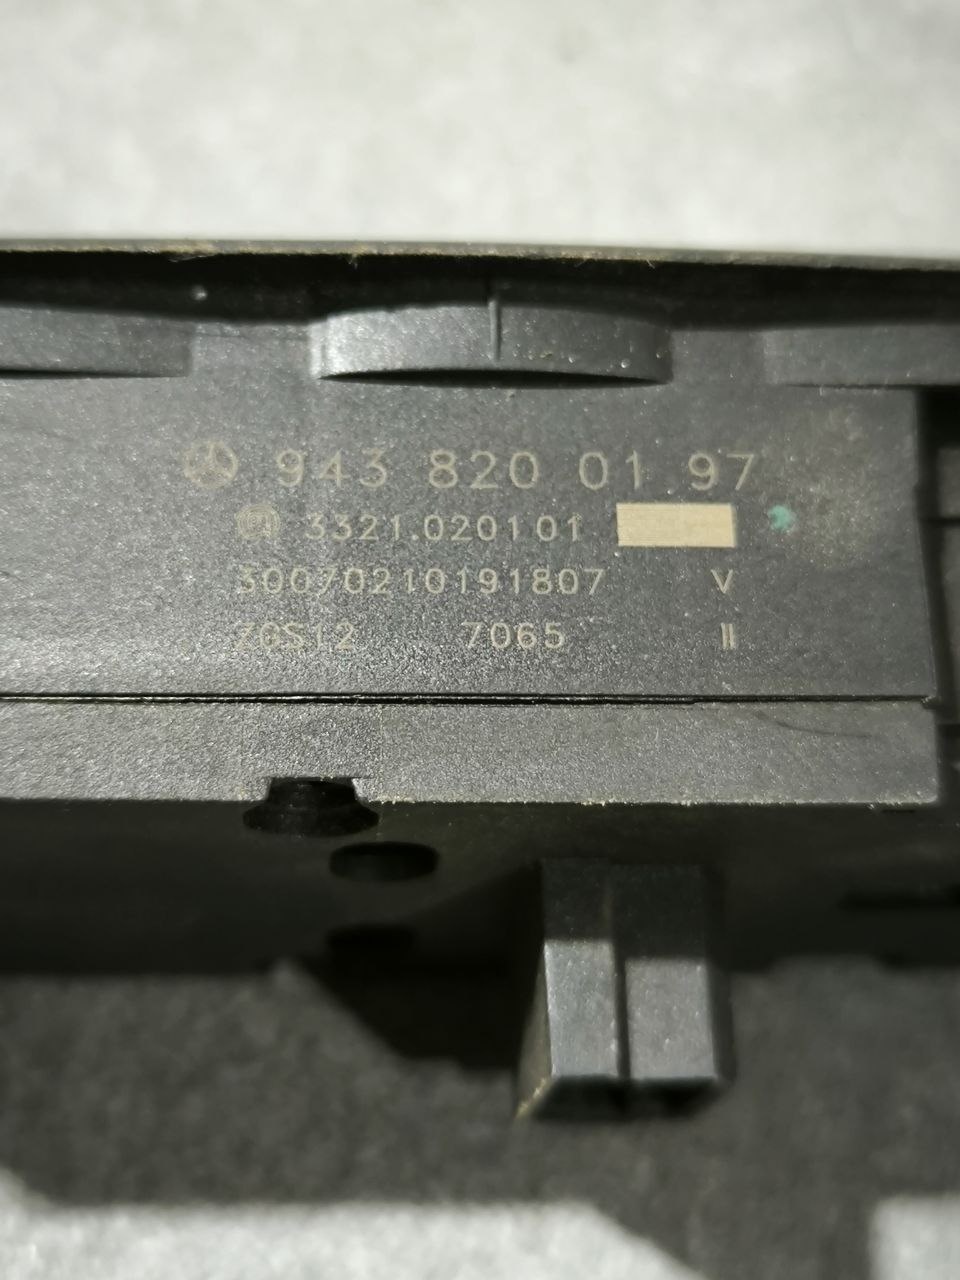 943 820 01 97
3321.020101
30070210191807 V
ZGS12 7065 II